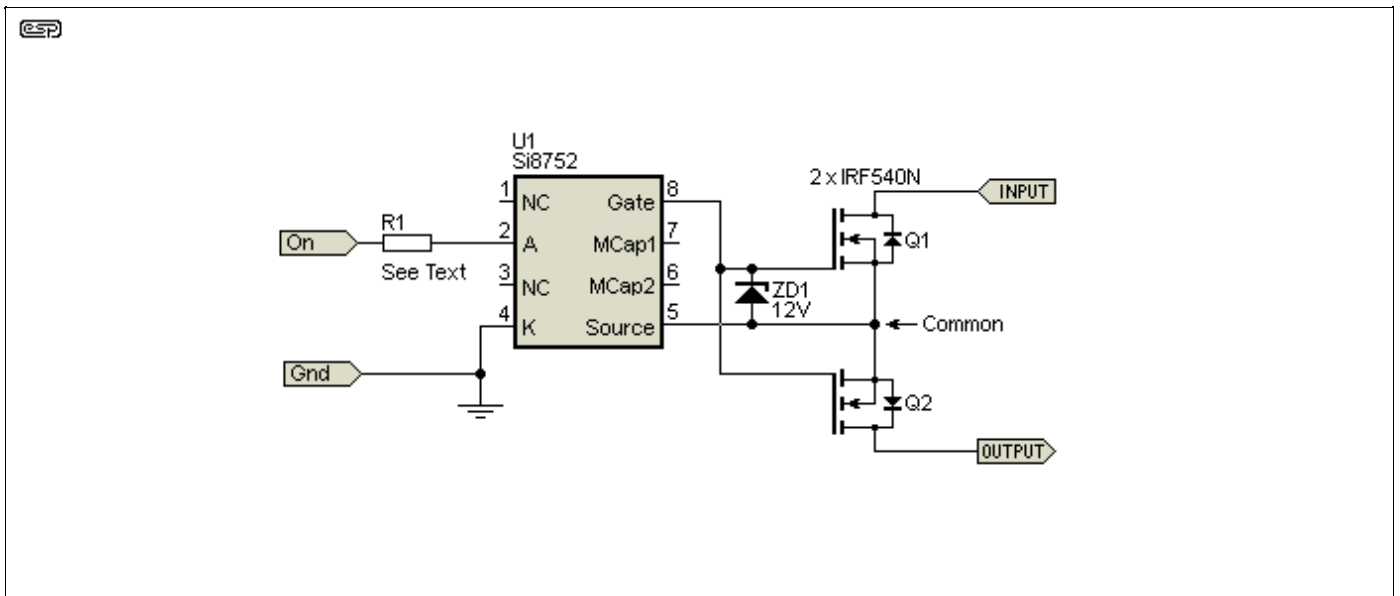 esp
U1
Si8752
1
NC
Gate
8
2 x IRF540N
INPUT
On
R1
2
A
MCap1
7
Q1
See Text
3
NC
MCap2
6
ZD1
12V
4
K
Source
5
Common
Gnd
Q2
OUTPUT